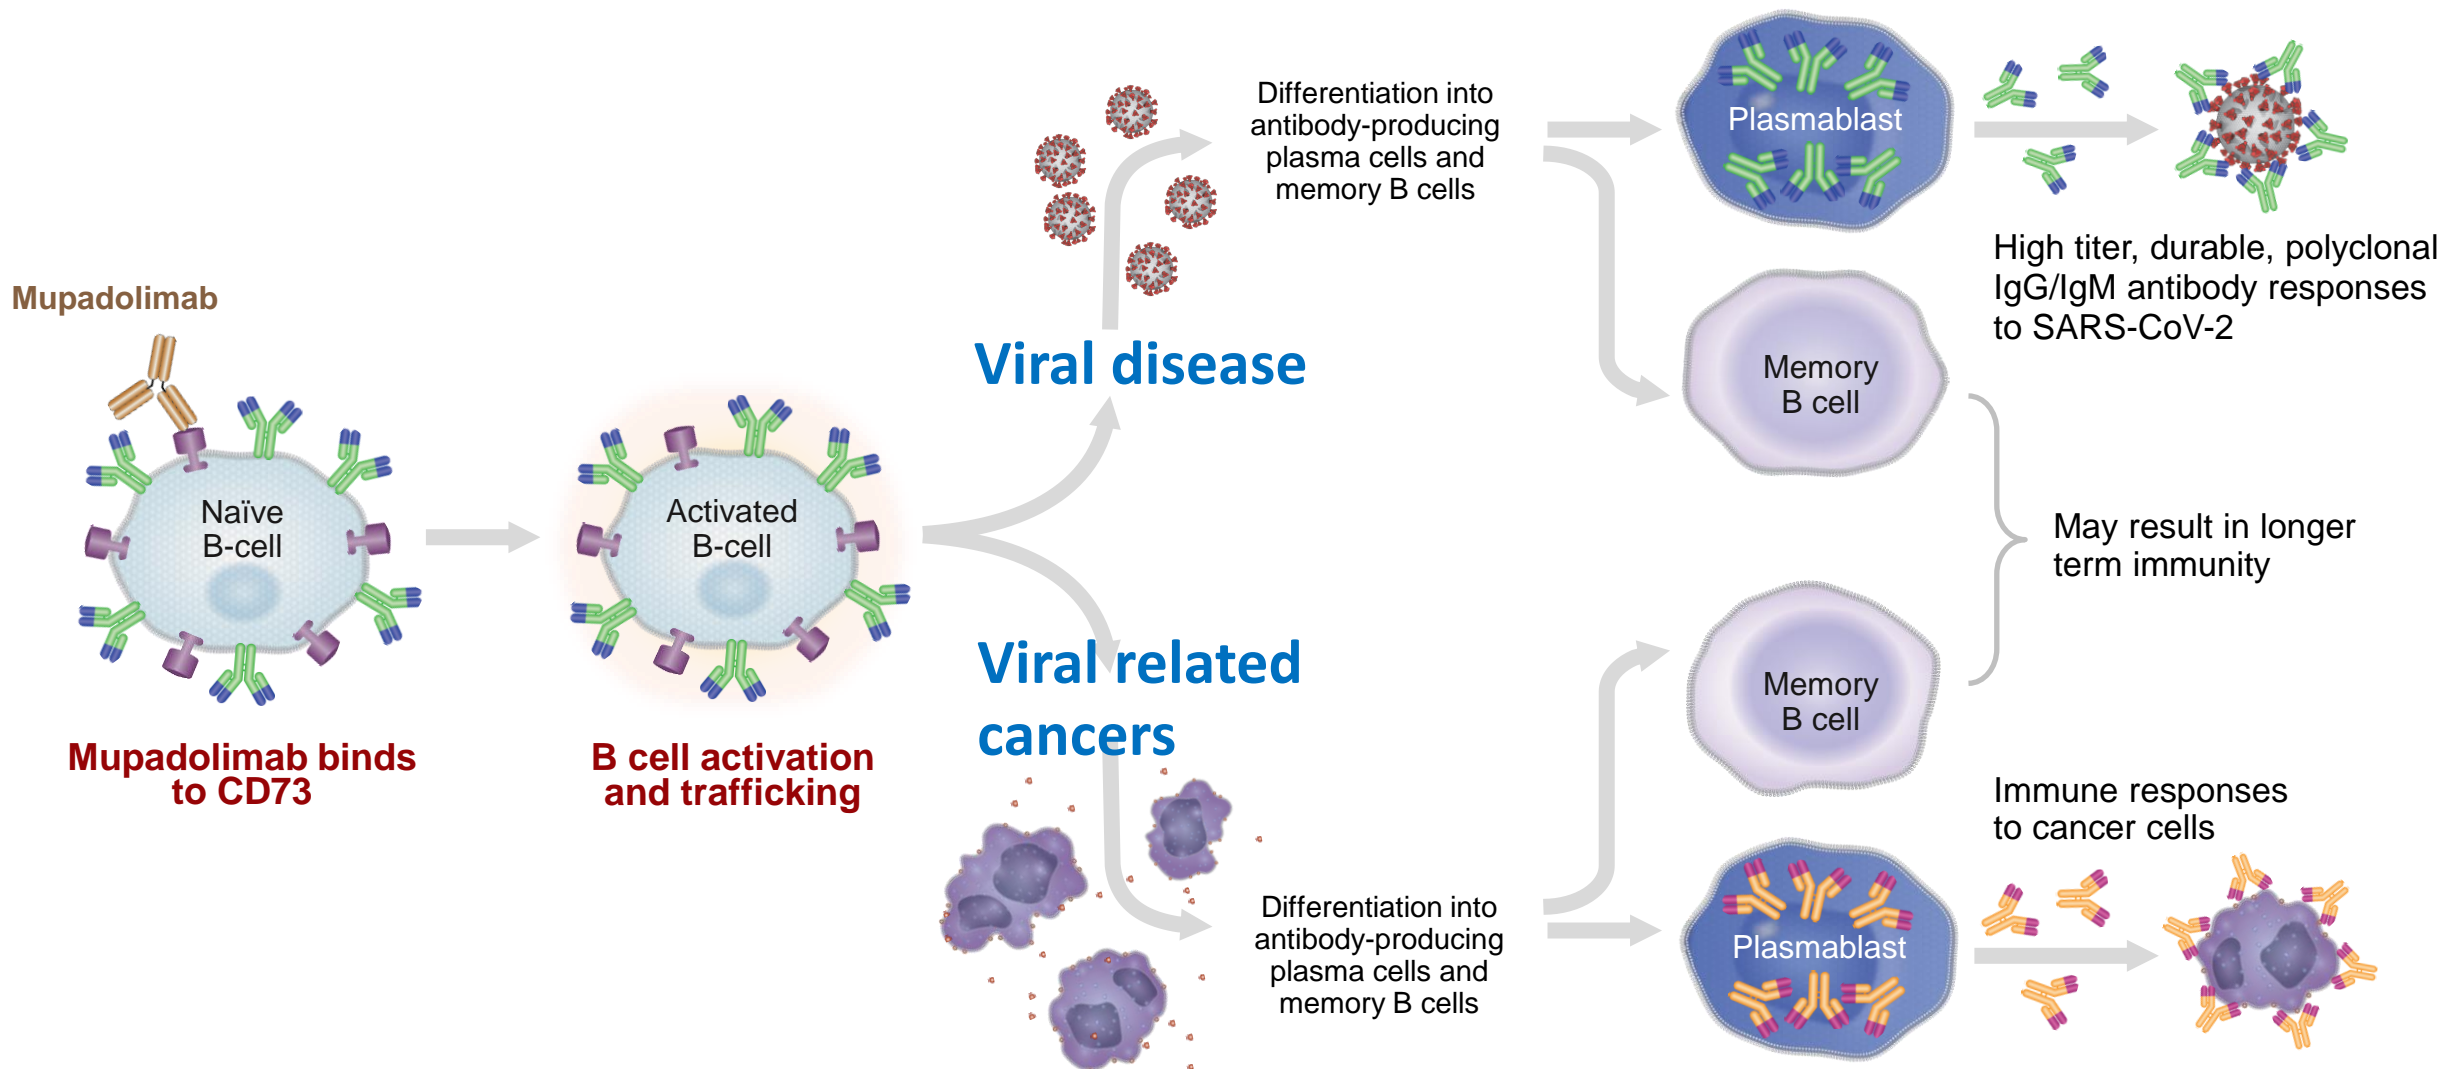 Mupadolimab
Naïve
B-cell
Mupadolimab binds
to CD73
Activated
B-cell
B cell activation
and trafficking
Viral disease
Differentiation into
antibody-producing
plasma cells and
memory B cells
Plasmablast
High titer, durable, polyclonal
IgG/IgM antibody responses
to SARS-CoV-2
Memory
B cell
May result in longer
term immunity
Viral related
cancers
Differentiation into
antibody-producing
plasma cells and
memory B cells
Memory
B cell
Immune responses
to cancer cells
Plasmablast